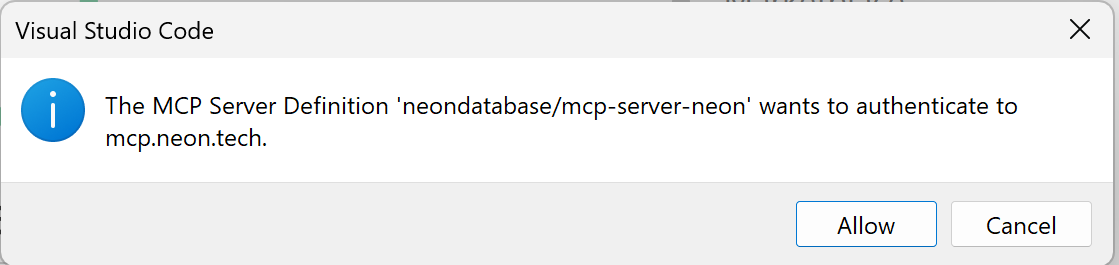 Visual Studio Code
The MCP Server Definition 'neondatabase/mcp-server-neon' wants to authenticate to
mcp.neon.tech.
Allow
Cancel